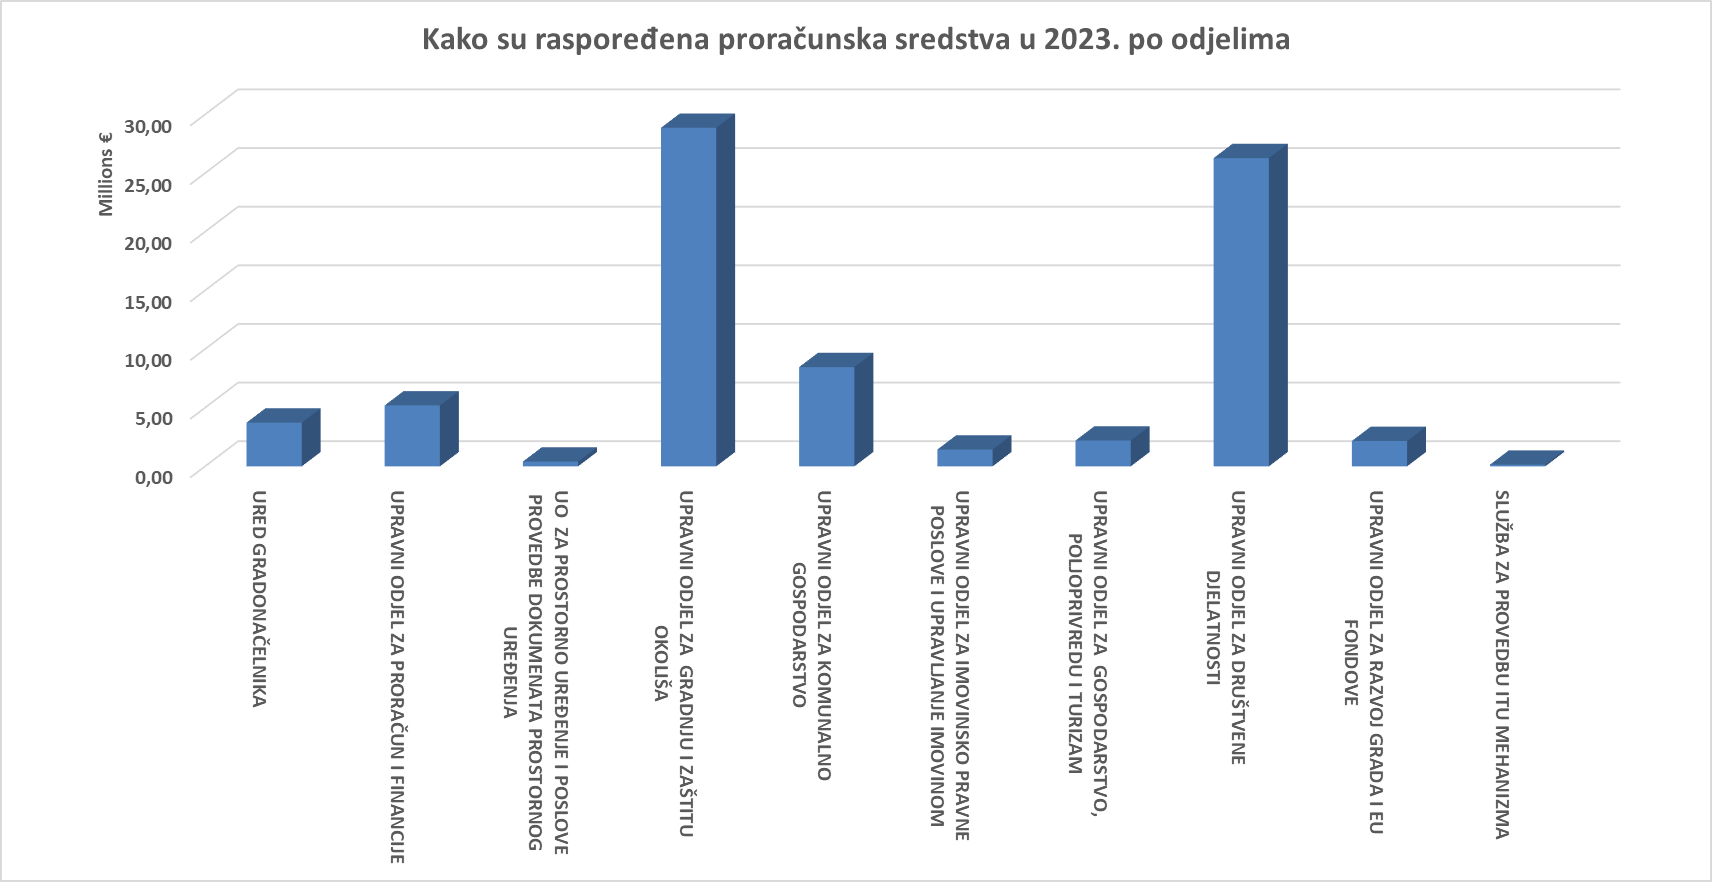 Kako su raspoređena proračunska sredstva u 2023. po odjelima
Millions €
30,00
25,00
20,00
15,00
10,00
5,00
0,00
URED GRADONAČELNIKA
UPRAVNI ODJEL ZA PRORAČUN I FINANCIJE
UO  ZA PROSTORNO UREĐENJE I POSLOVE
PROVEDBE DOKUMENATA PROSTORNOG
UREĐENJA
UPRAVNI ODJEL ZA  GRADNJU I ZAŠTITU
OKOLIŠA
UPRAVNI ODJEL ZA KOMUNALNO
GOSPODARSTVO
UPRAVNI ODJEL ZA IMOVINSKO PRAVNE
POSLOVE I UPRAVLJANJE IMOVINOM
UPRAVNI ODJEL ZA  GOSPODARSTVO,
POLJOPRIVREDU I TURIZAM
UPRAVNI ODJEL ZA DRUŠTVENE
DJELATNOSTI
UPRAVNI ODJEL ZA RAZVOJ GRADA I EU
FONDOVE
SLUŽBA ZA PROVEDBU ITU MEHANIZMA